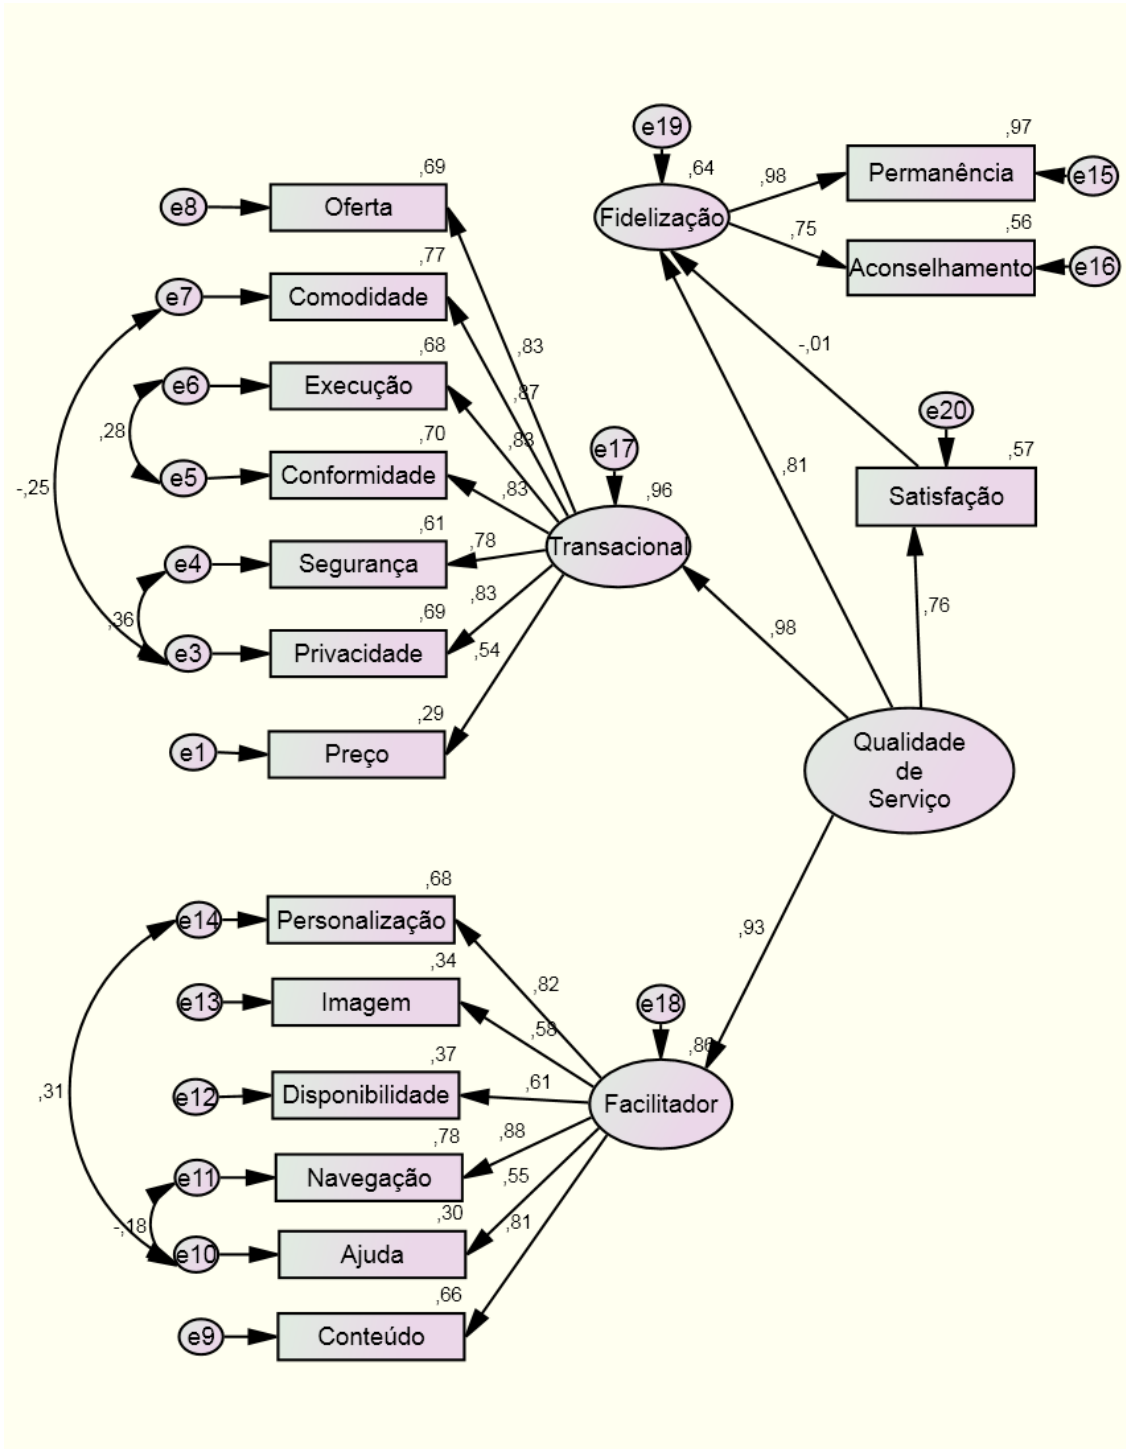 e19
,97
,69
,64
,98
Permanência
e15
e8
Oferta
Fidelização
,75
,56
,77
Aconselhamento
e16
e7
Comodidade
,68
,83
-,01
e6
Execução
,87
e20
,28
,70
,83
e17
,57
e5
Conformidade
,83
,81
-,25
,96
Satisfação
,61
,78
Transacional
e4
Segurança
,83
,76
,36
,69
,98
e3
Privacidade
,54
,29
e1
Preço
Qualidade
de
Serviço
,68
e14
Personalização
,93
,34
,82
e13
Imagem
,58
e18
,37
,86
,31
e12
Disponibilidade
,61
Facilitador
,78
,88
e11
Navegação
,55
,30
,81
-,18
e10
Ajuda
,66
e9
Conteúdo